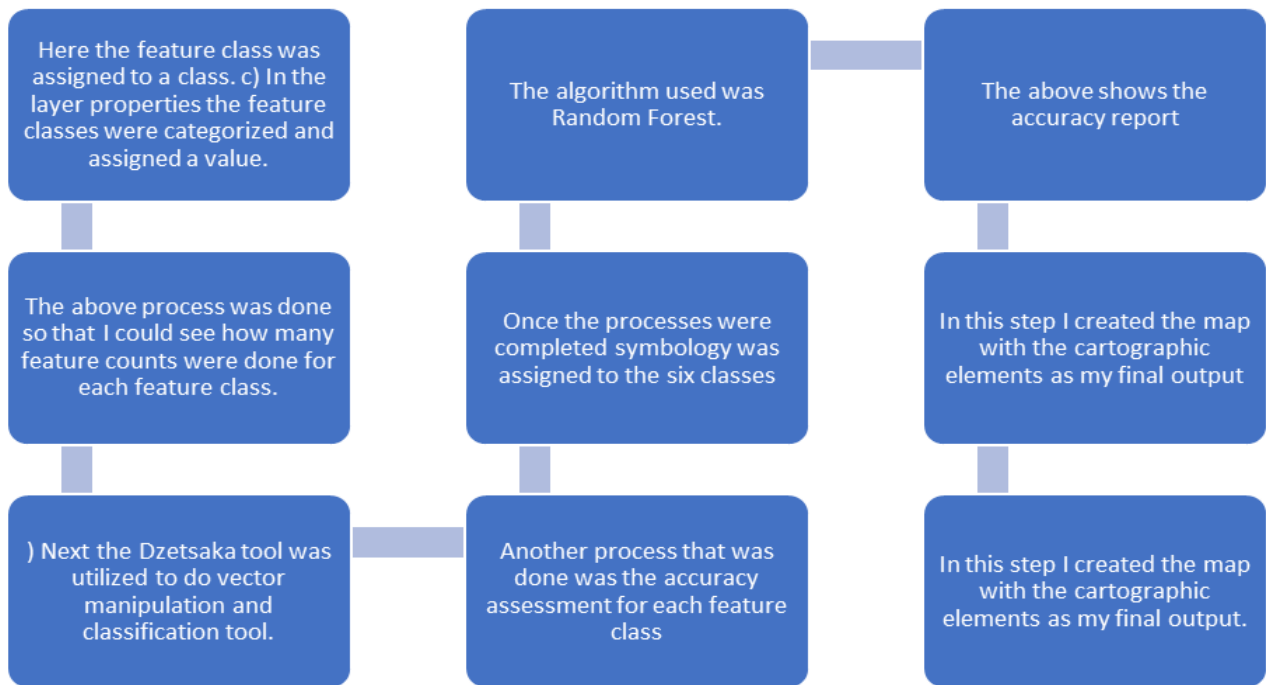 Here the feature class was
assigned to a class. c) In the
layer properties the feature
classes were categorized and
assigned a value.
The above process was done
so that I could see how many
feature counts were done for
each feature class.
) Next the Dzetsaka tool was
utilized to do vector
manipulation and
classification tool.
Another process that was
done was the accuracy
assessment for each feature
class
Once the processes were
completed symbology was
assigned to the six classes
The algorithm used was
Random Forest.
The above shows the
accuracy report
In this step I created the map
with the cartographic
elements as my final output
In this step I created the map
with the cartographic
elements as my final output.